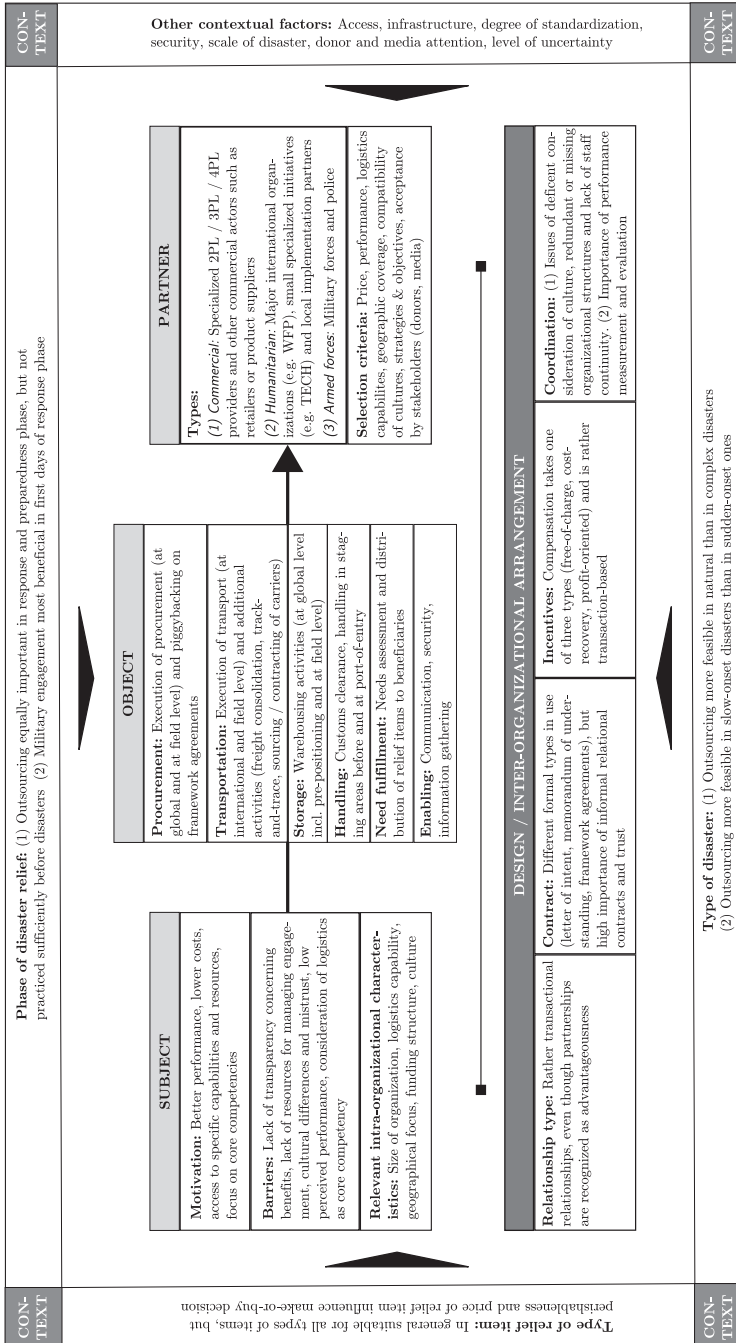 CON-
TEXT
Phase of disaster relief: (1) Outsourcing equally important in response and preparedness phase, but not
practiced sufficiently before disasters (2) Military engagement most beneficial in first days of response phase
CON-
TEXT
Type of relief item: In general suitable for all types of items, but
perishableness and price of relief item influence make-or-buy decision
SUBJECT
Motivation: Better performance, lower costs,
access to specific capabilities and resources,
focus on core competencies
Barriers: Lack of transparency concerning
benefits, lack of resources for managing engage-
ment, cultural differences and mistrust, low
perceived performance, consideration of logistics
as core competency
Relevant intra-organizational character-
istics: Size of organization, logistics capability,
geographical focus, funding structure, culture
OBJECT
Procurement: Execution of procurement (at
global and at field level) and piggybacking on
framework agreements
Transportation: Execution of transport (at
international and field level) and additional
activities (freight consolidation, track-
and-trace, sourcing / contracting of carriers)
Storage: Warehousing activities (at global level
incl. pre-positioning and at field level)
Handling: Customs clearance, handling in stag-
ing areas before and at port-of-entry
Need fulfillment: Needs assessment and distri-
bution of relief items to beneficiaries
Enabling: Communication, security,
information gathering
PARTNER
Types:
(1) Commercial: Specialized 2PL / 3PL / 4PL
providers and other commercial actors such as
retailers or product suppliers
(2) Humanitarian: Major international organ-
izations (e.g. WFP), small specialized initiatives
(e.g. TECH) and local implementation partners
(3) Armed forces: Military forces and police
Selection criteria: Price, performance, logistics
capabilites, geographic coverage, compatibility
of cultures, strategies & objectives, acceptance
by stakeholders (donors, media)
Other contextual factors: Access, infrastructure, degree of standardization,
security, scale of disaster, donor and media attention, level of uncertainty
DESIGN / INTER-ORGANIZATIONAL ARRANGEMENT
Relationship type: Rather transactional
relationships, even though partnerships
are recognized as advantageousness
Contract: Different formal types in use
(letter of intent, memorandum of under-
standing, framework agreements), but
high importance of informal relational
contracts and trust
Incentives: Compensation takes one
of three types (free-of-charge, cost-
recovery, profit-oriented) and is rather
transaction-based
Coordination: (1) Issues of deficent con-
sideration of culture, redundant or missing
organizational structures and lack of staff
continuity. (2) Importance of performance
measurement and evaluation
CON-
TEXT
Type of disaster: (1) Outsourcing more feasible in natural than in complex disasters
(2) Outsourcing more feasible in slow-onset disasters than in sudden-onset ones
CON-
TEXT